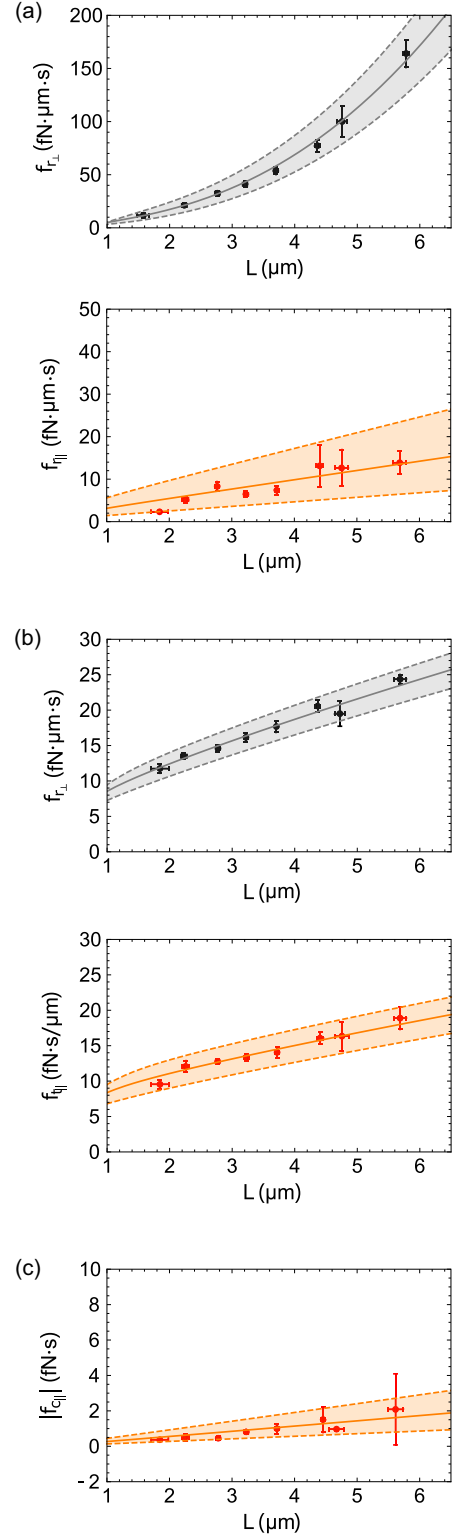 (a)
200
150
100
50
0
f_{r⊥} (fN·μm·s)
1 2 3 4 5 6
L (μm)
50
40
30
20
10
0
f_{r||} (fN·μm·s)
1 2 3 4 5 6
L (μm)
(b)
30
25
20
15
10
5
0
f_{r⊥} (fN·μm·s)
1 2 3 4 5 6
L (μm)
30
25
20
15
10
5
0
f_{t||} (fN·s/μm)
1 2 3 4 5 6
L (μm)
(c)
10
8
6
4
2
0
-2
|f_{c||}| (fN·s)
1 2 3 4 5 6
L (μm)